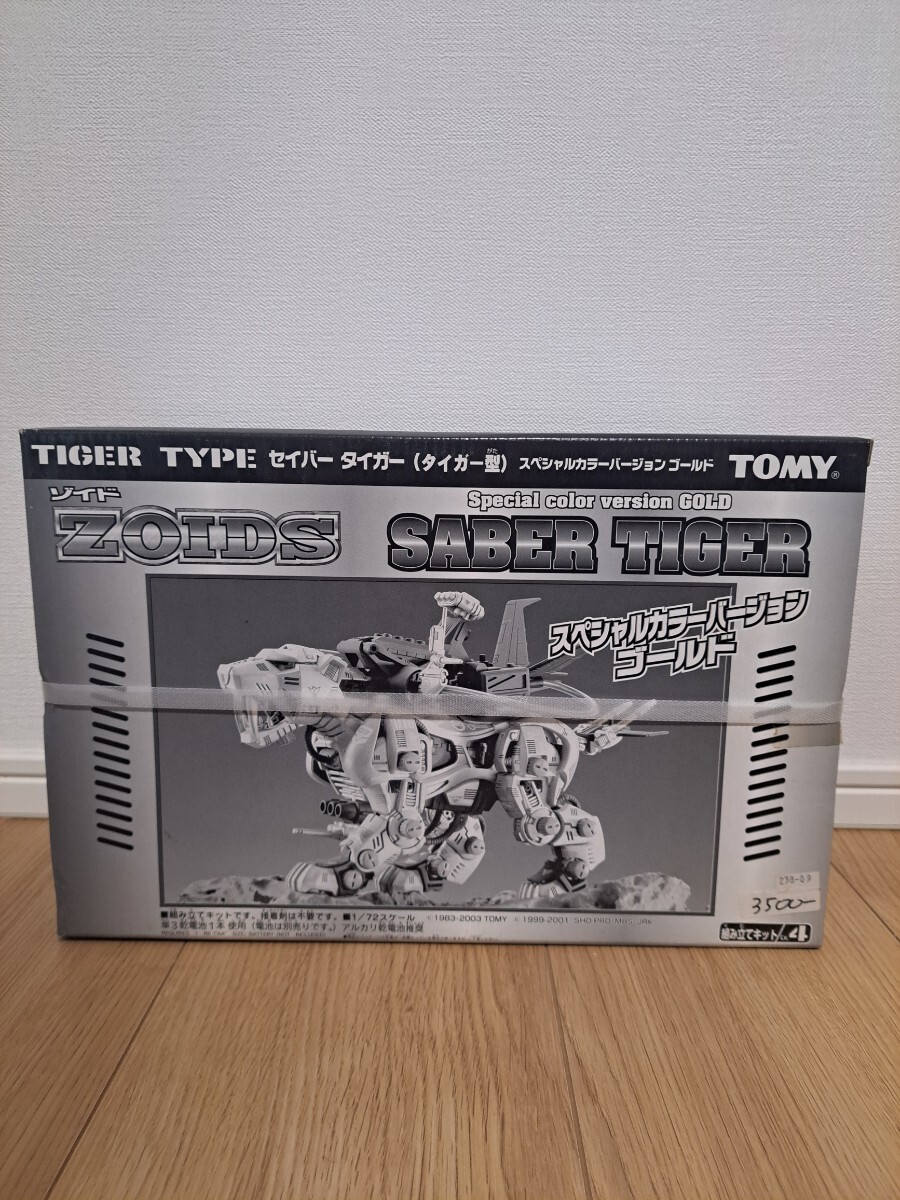 TIGER TYPE セイバー タイガー (タイガー型) スペシャルカラーバージョン ゴールド TOMY®
がた
ゾイド
ZOIDS
Special color version GOLD
SABER TIGER
スペシャルカラーバージョン
ゴールド
230-09
3500-
■組み立てキットです。接着剤は不要です。■1/72スケール ©1983-2003 TOMY ©1999-2001 SHO-PRO・MBS・JRK
単3乾電池1本使用(電池は別売りです。)アルカリ乾電池推奨
組み立てキット
4